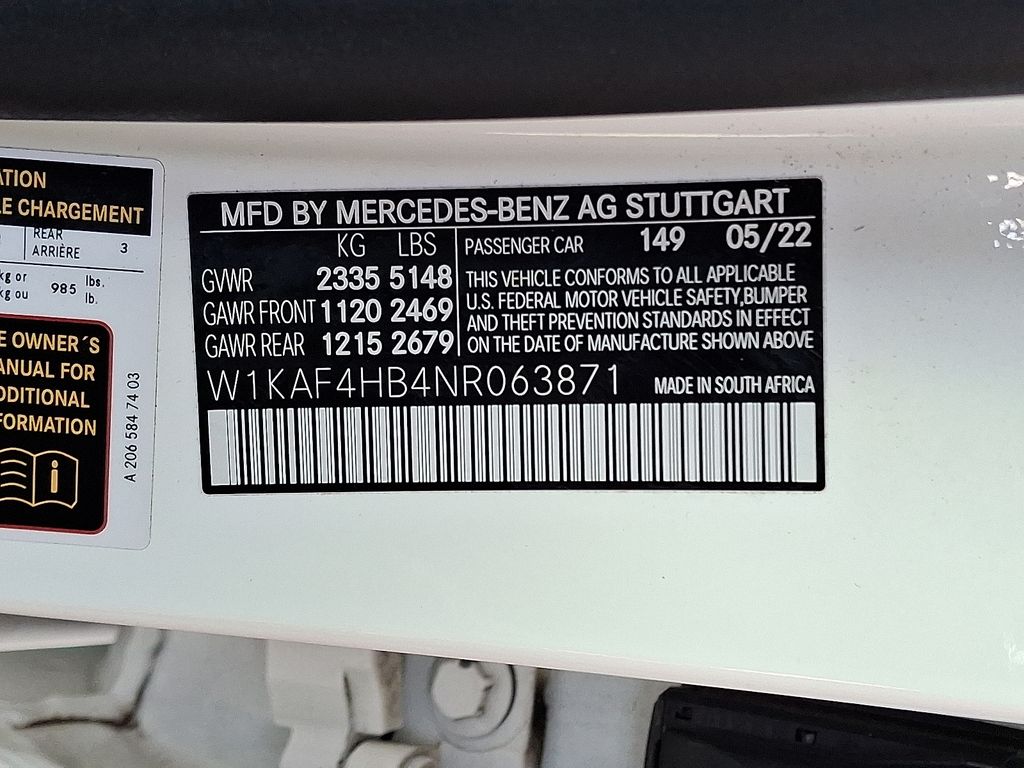 ATION
LE CHARGEMENT
REAR
ARRIÈRE 3
kg or
kg ou 985 lbs.
lb.
E OWNER´S
ANUAL FOR
DDITIONAL
FORMATION
A 206 584 74 03
MFD BY MERCEDES-BENZ AG STUTTGART
KG LBS
GVWR 2335 5148
GAWR FRONT 1120 2469
GAWR REAR 1215 2679
PASSENGER CAR 149 05/22
THIS VEHICLE CONFORMS TO ALL APPLICABLE
U.S. FEDERAL MOTOR VEHICLE SAFETY,BUMPER
AND THEFT PREVENTION STANDARDS IN EFFECT
ON THE DATE OF MANUFACTURE SHOWN ABOVE
W1KAF4HB4NR063871 MADE IN SOUTH AFRICA